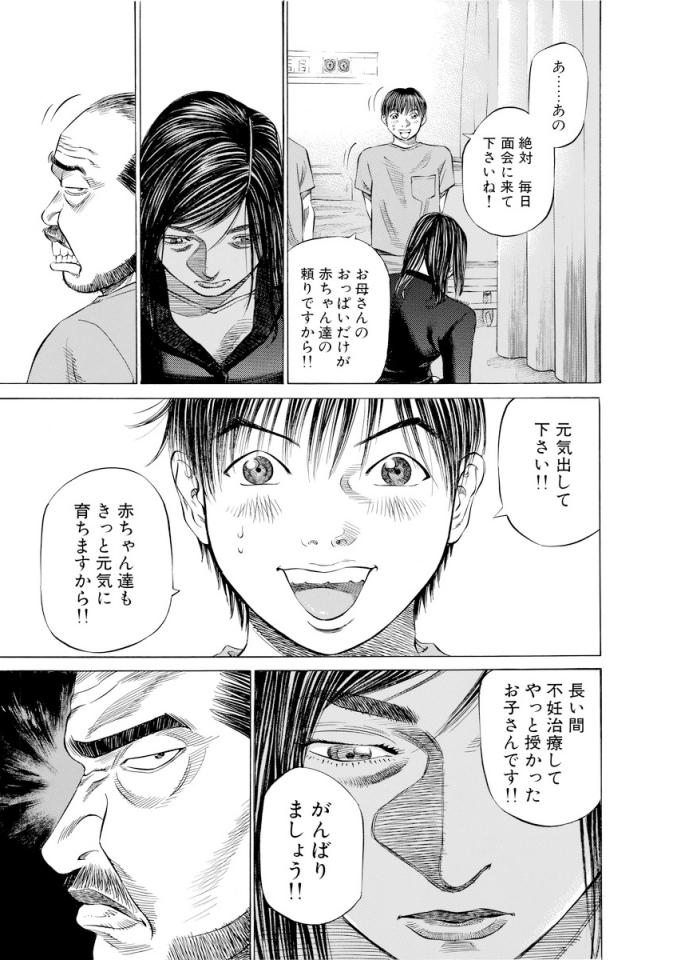 あ……あの
絶対　毎日
面会に来て
下さいね！
お母さんの
おっぱいだけが
赤ちゃん達の
頼りですから！！
元気出して
下さい！！
赤ちゃん達も
きっと元気に
育ちますから！！
長い間
不妊治療して
やっと授かった
お子さんです！！
がんばり
ましょう！！